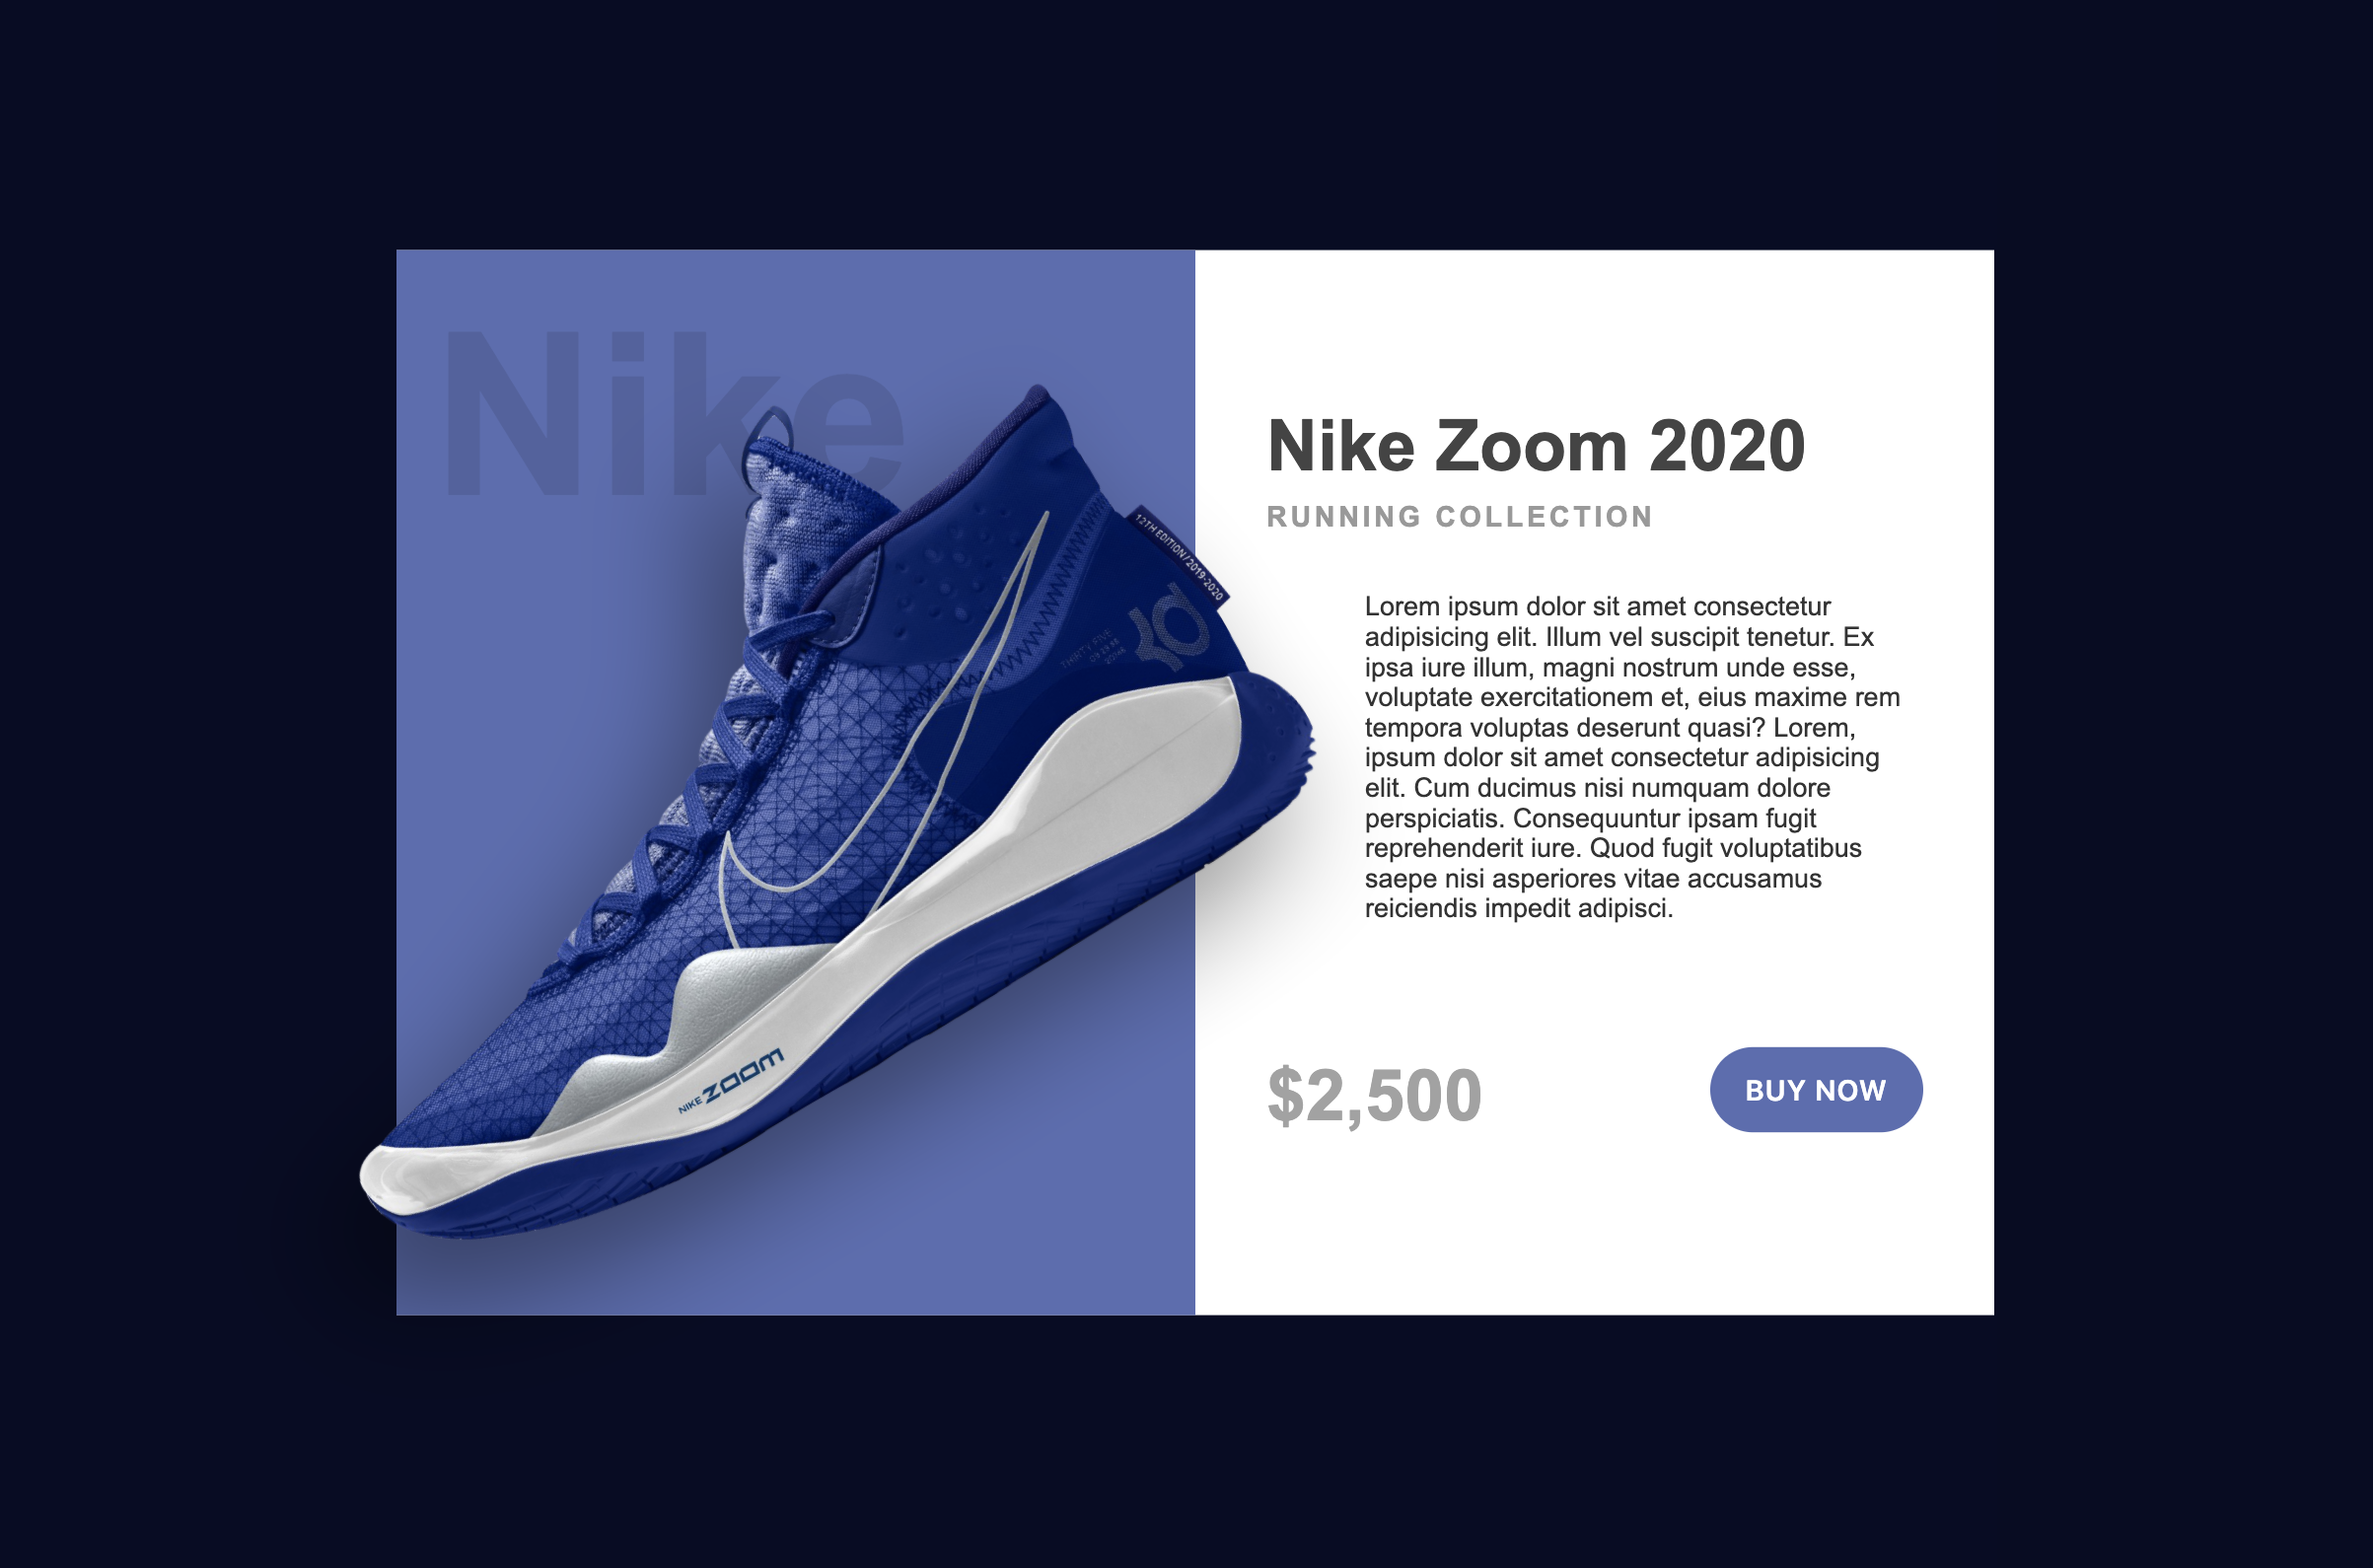 Nike
12TH EDITION/2019-2020
NIKE ZOOM
Nike Zoom 2020
RUNNING COLLECTION
Lorem ipsum dolor sit amet consectetur
adipisicing elit. Illum vel suscipit tenetur. Ex
ipsa iure illum, magni nostrum unde esse,
voluptate exercitationem et, eius maxime rem
tempora voluptas deserunt quasi? Lorem,
ipsum dolor sit amet consectetur adipisicing
elit. Cum ducimus nisi numquam dolore
perspiciatis. Consequuntur ipsam fugit
reprehenderit iure. Quod fugit voluptatibus
saepe nisi asperiores vitae accusamus
reiciendis impedit adipisci.
$2,500
BUY NOW